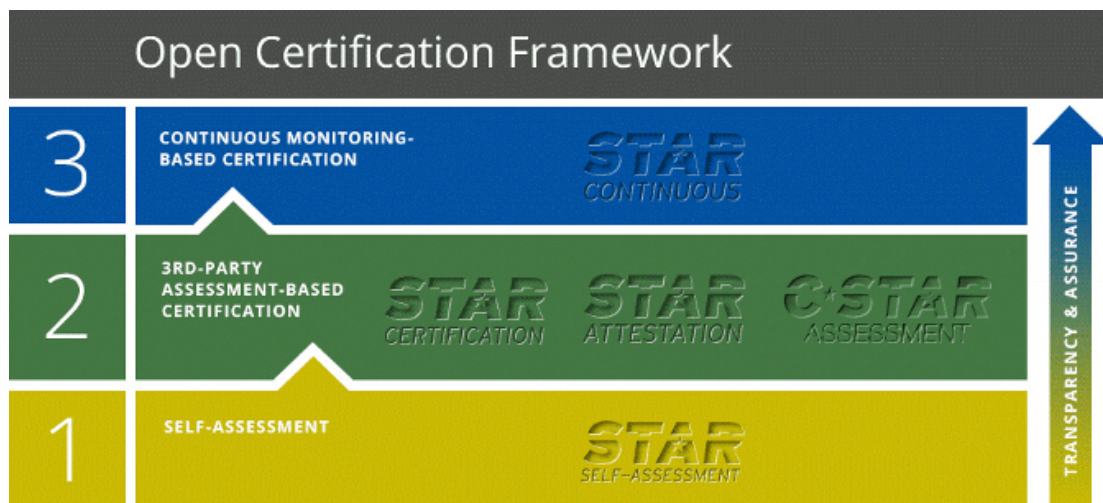 Open Certification Framework
3
CONTINUOUS MONITORING-
BASED CERTIFICATION
STAR
CONTINUOUS
2
3RD-PARTY
ASSESSMENT-BASED
CERTIFICATION
STAR
CERTIFICATION
STAR
ATTESTATION
C★STAR
ASSESSMENT
1
SELF-ASSESSMENT
STAR
SELF-ASSESSMENT
TRANSPARENCY & ASSURANCE